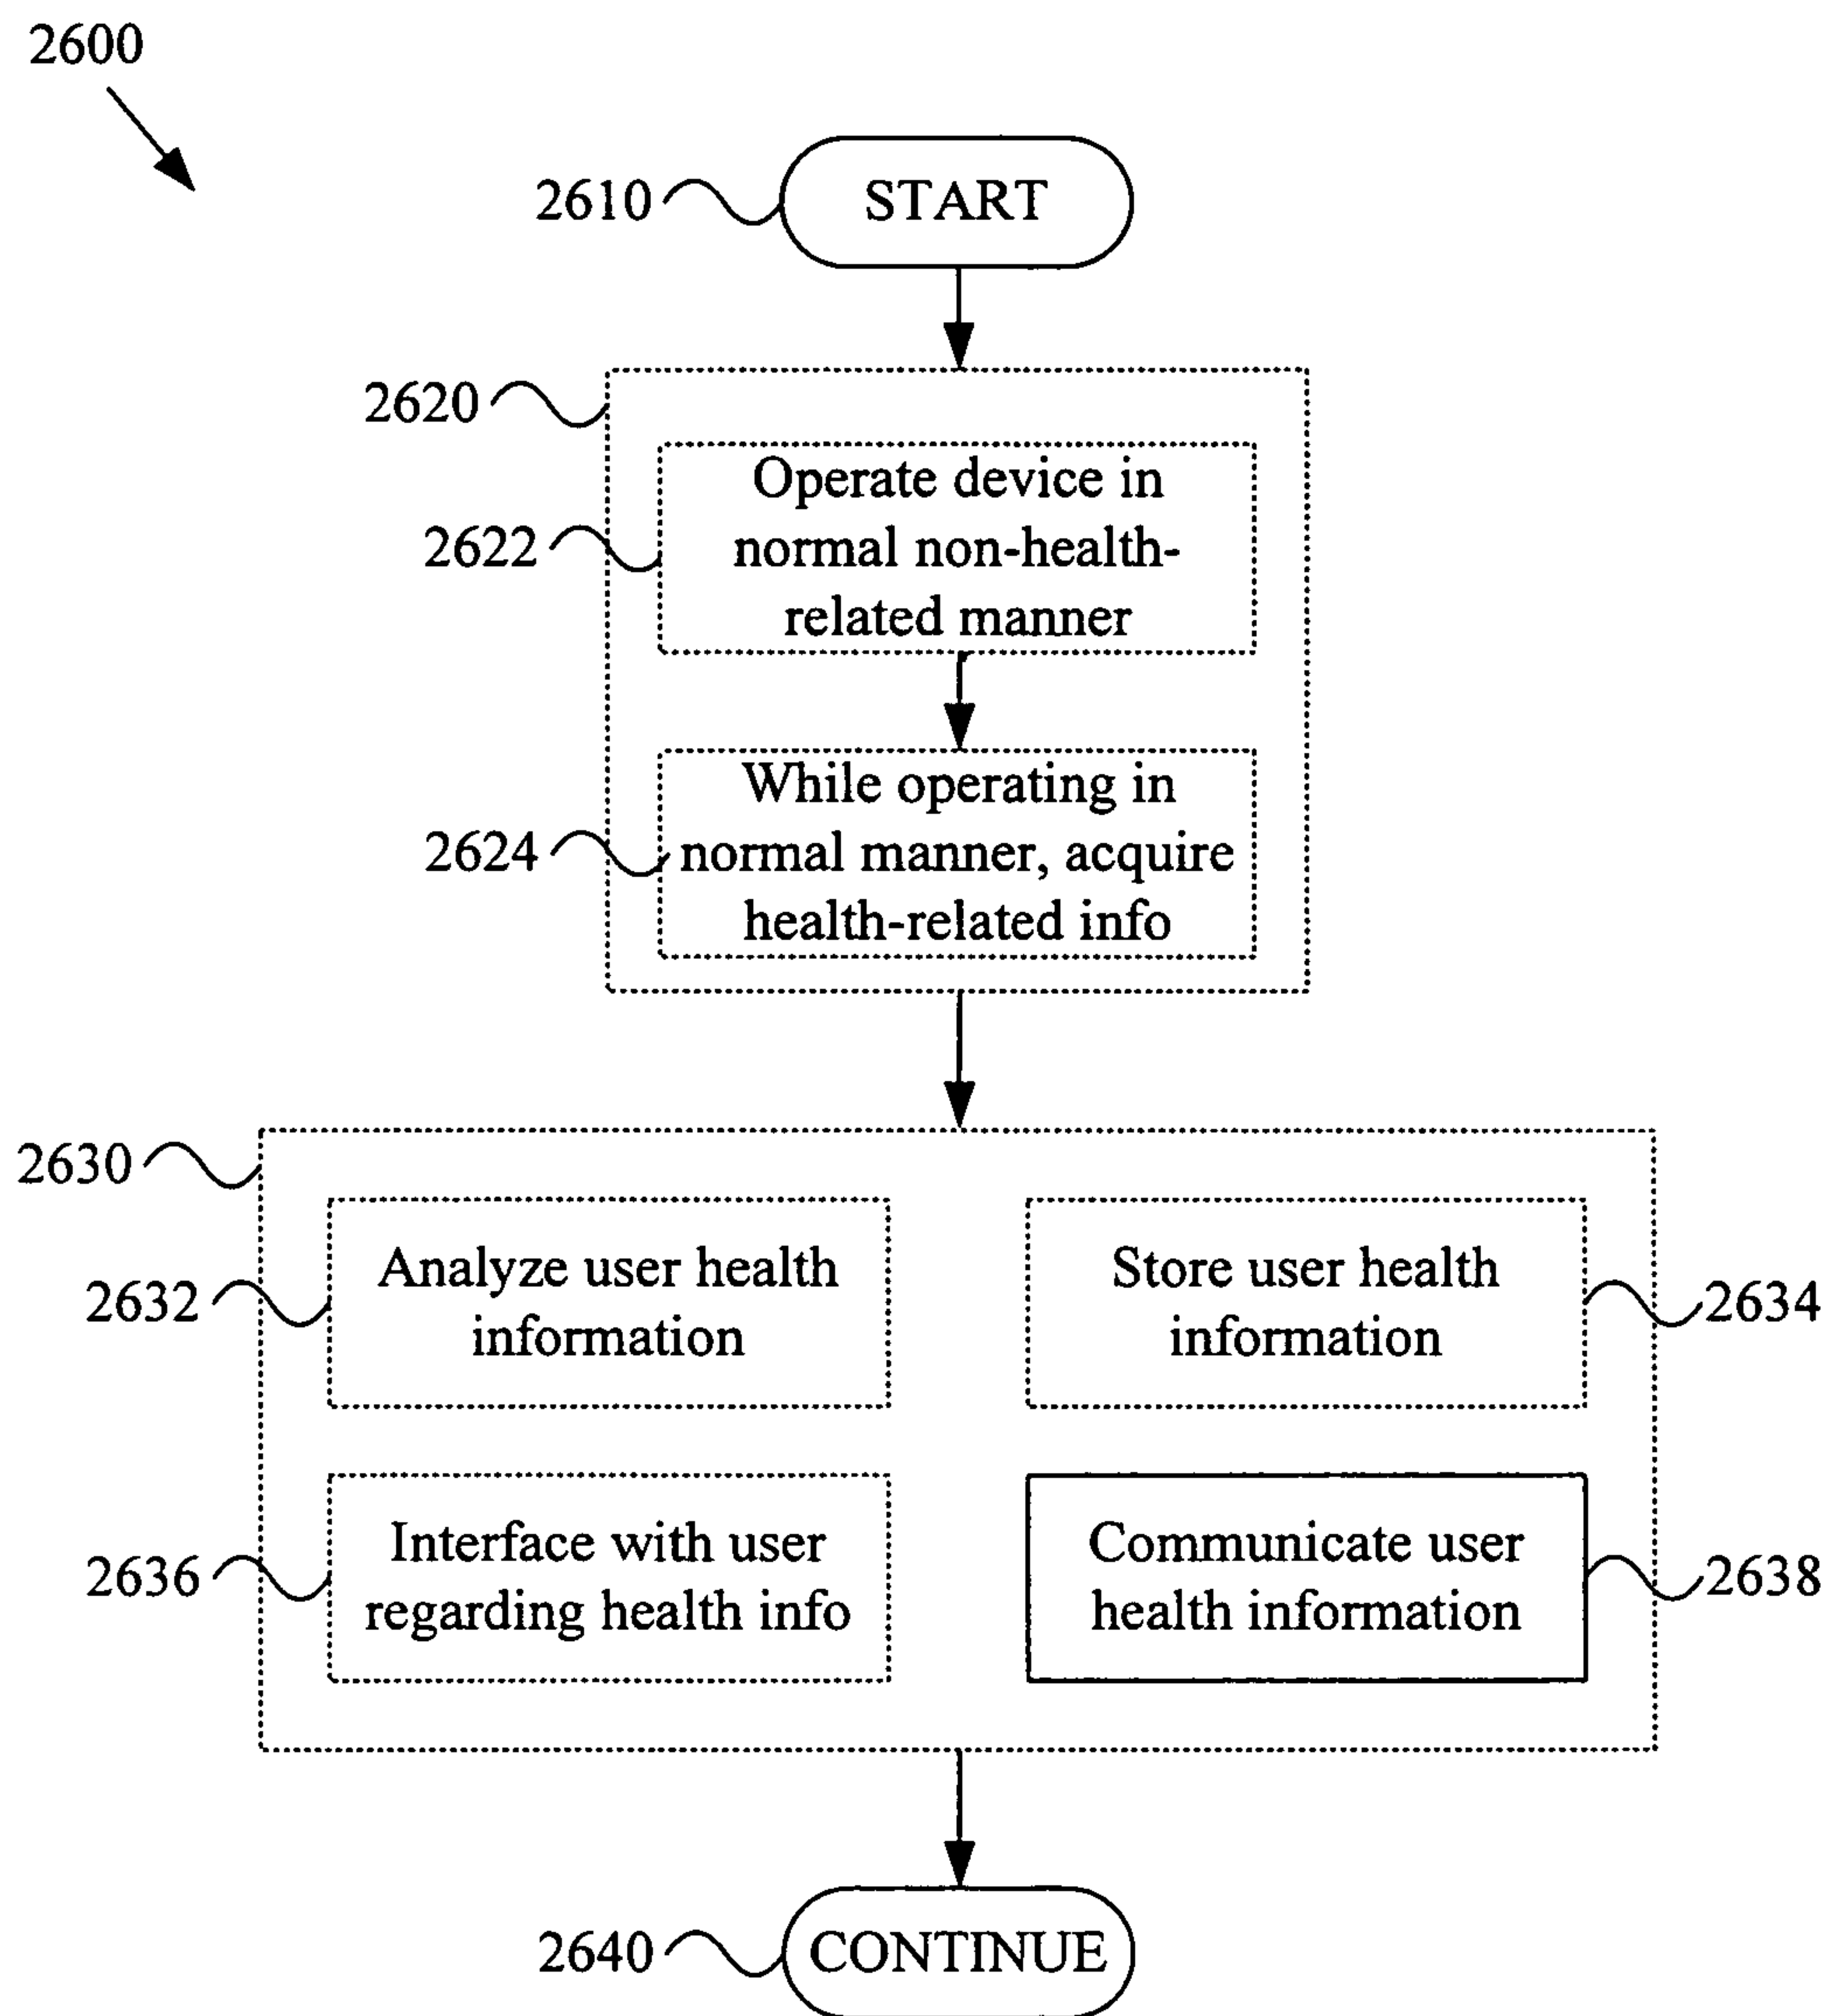 2600
2610
START
2620
2622
Operate device in
normal non-health-
related manner
2624
While operating in
normal manner, acquire
health-related info
2630
2632
Analyze user health
information
Store user health
information
2634
2636
Interface with user
regarding health info
Communicate user
health information
2638
2640
CONTINUE